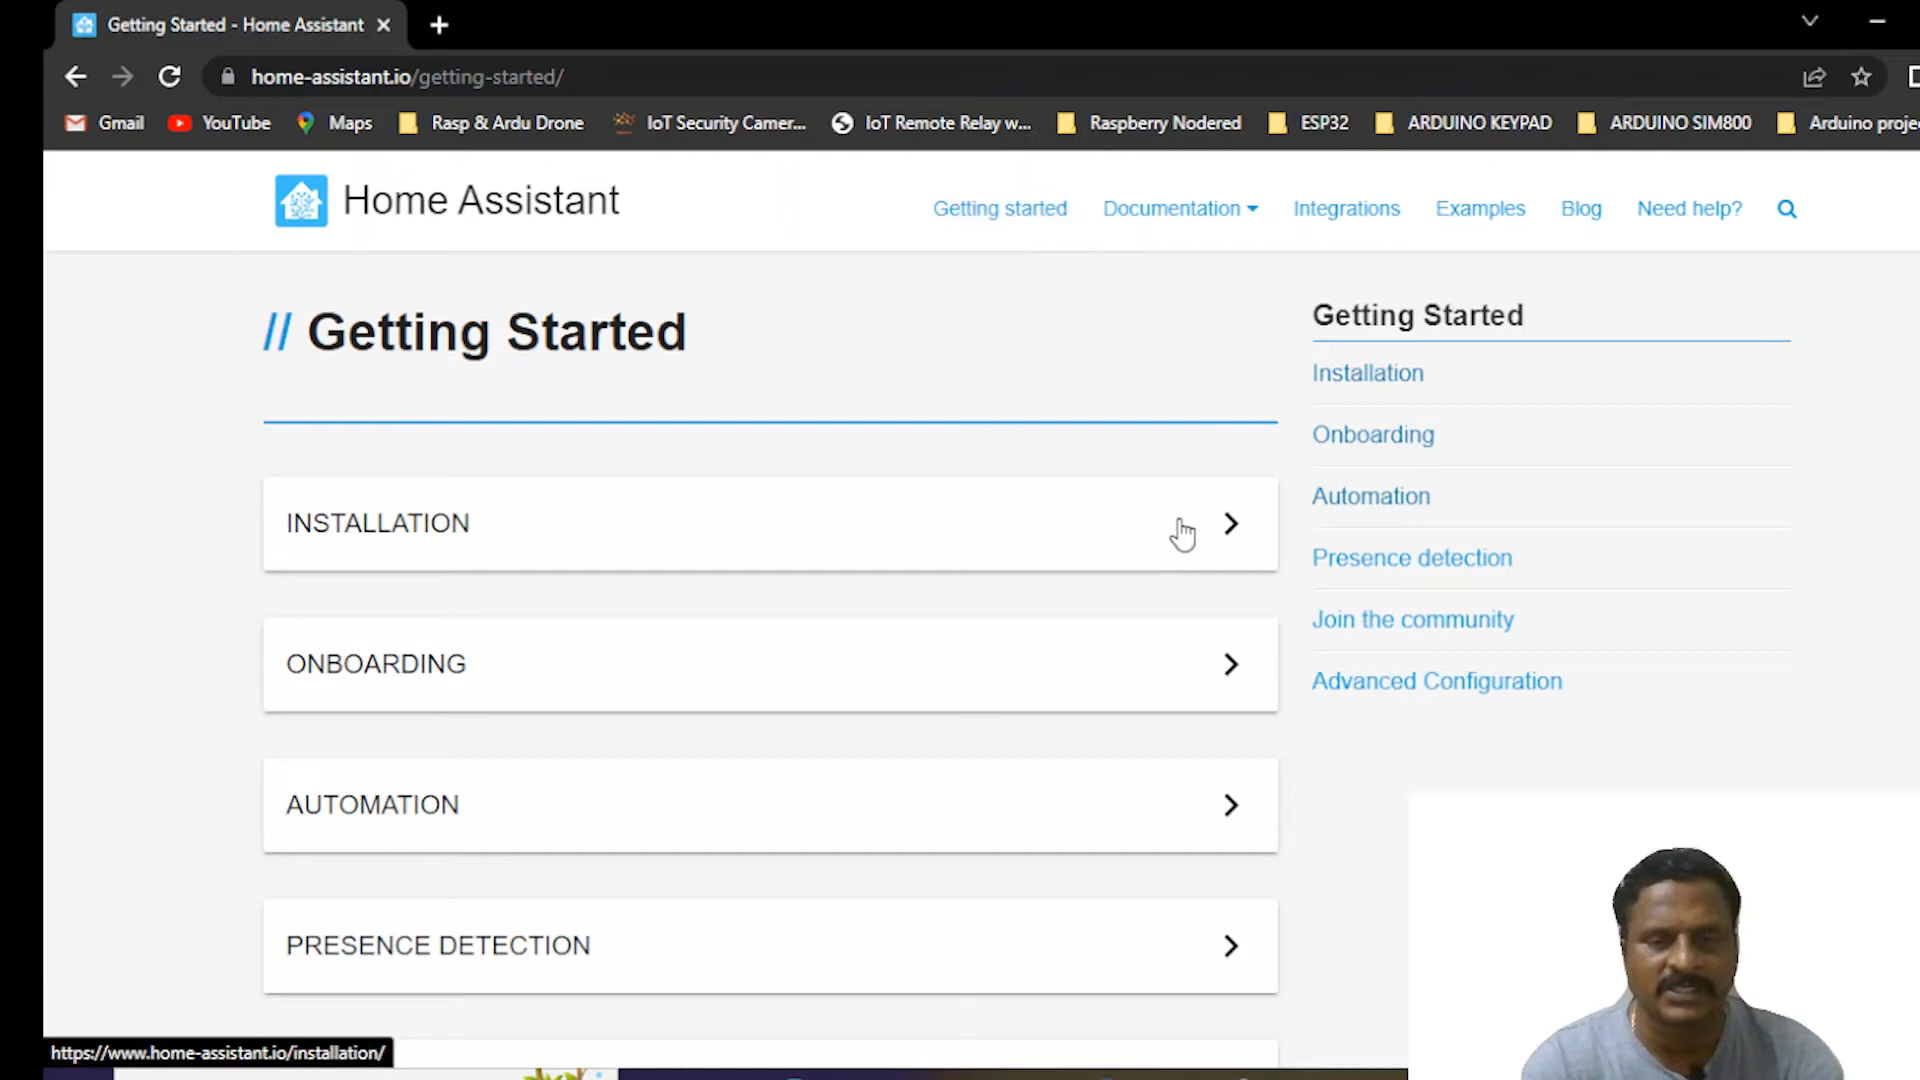 Getting Started - Home Assistant
home-assistant.io/getting-started/
Gmail YouTube Maps Rasp & Ardu Drone IoT Security Camer... IoT Remote Relay w... Raspberry Nodered ESP32 ARDUINO KEYPAD ARDUINO SIM800 Arduino projec
Home Assistant
Getting started Documentation Integrations Examples Blog Need help?
// Getting Started
INSTALLATION
ONBOARDING
AUTOMATION
PRESENCE DETECTION
Getting Started
Installation
Onboarding
Automation
Presence detection
Join the community
Advanced Configuration
https://www.home-assistant.io/installation/